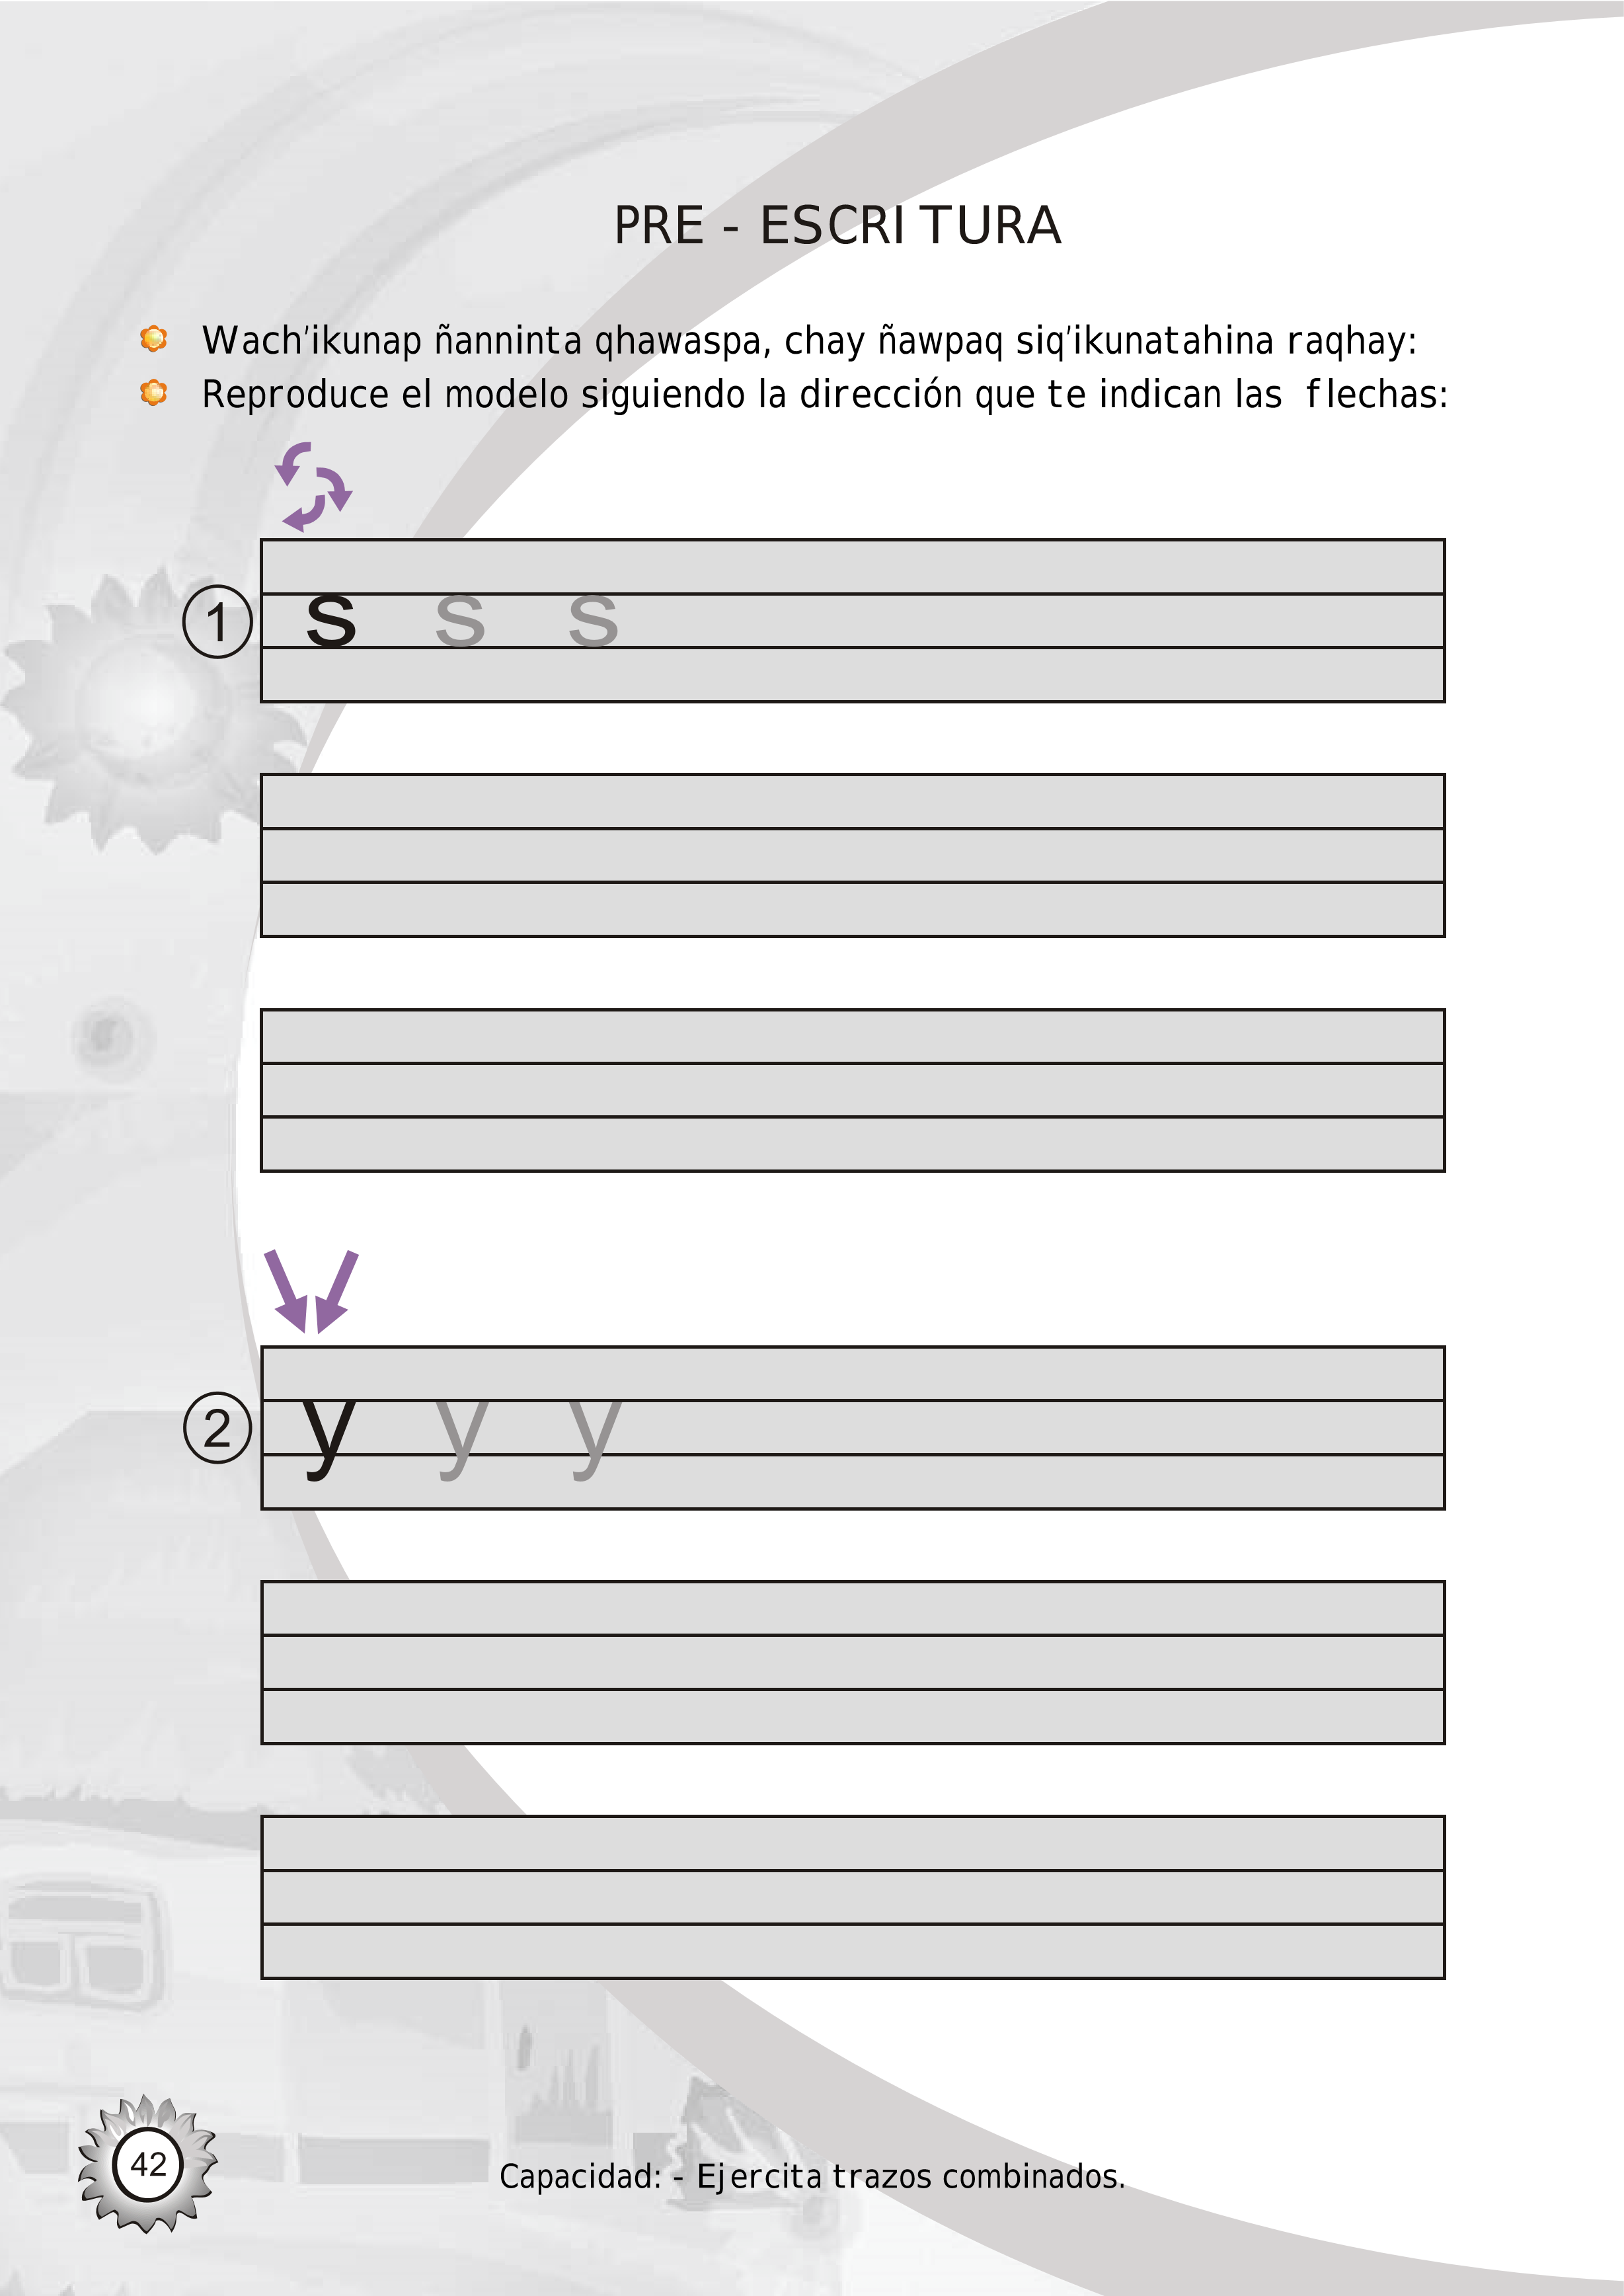 PRE - ESCRITURA
Wach'ikunap ñanninta qhawaspa, chay ñawpaq siq'ikunatahina raqhay:
Reproduce el modelo siguiendo la dirección que te indican las flechas:
1 s s s
2 y y y
42
Capacidad: - Ejercita trazos combinados.